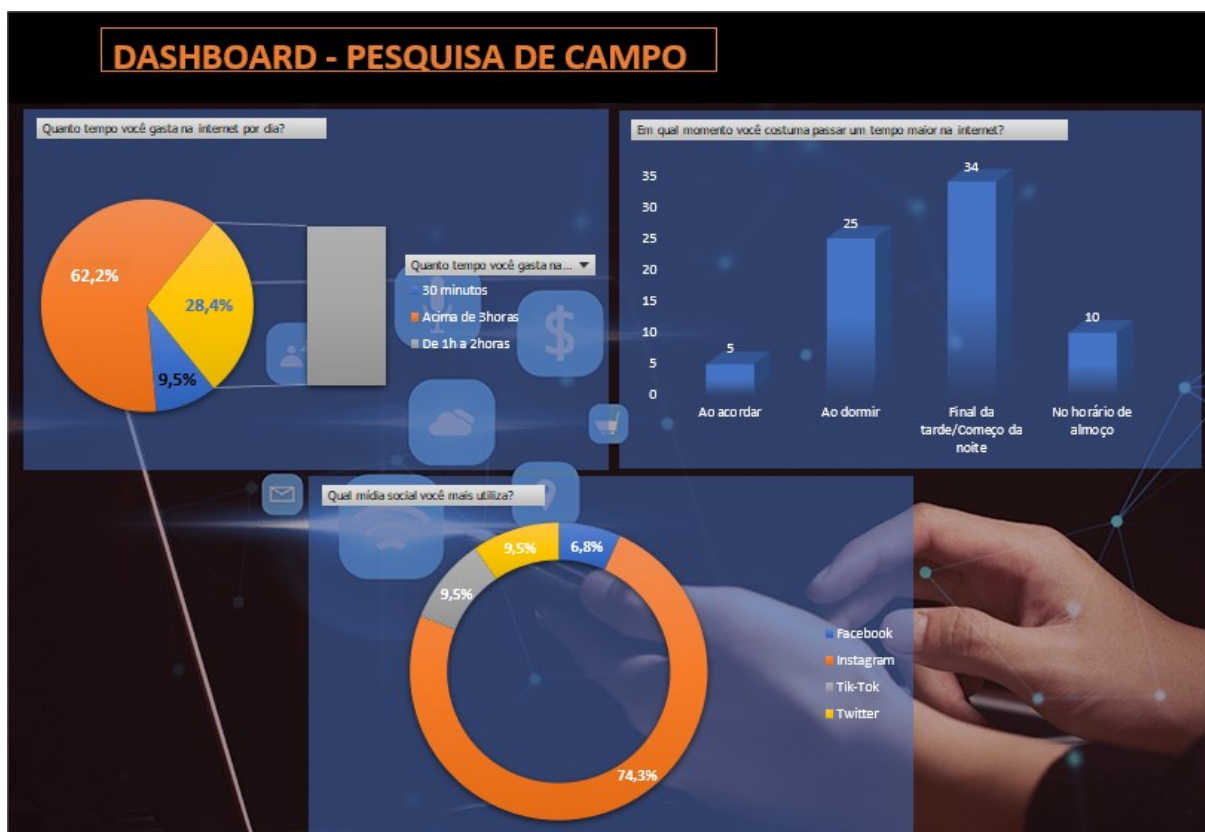 DASHBOARD - PESQUISA DE CAMPO
Quanto tempo você gasta na internet por dia?
62,2%
28,4%
9,5%
Quanto tempo você gasta na...
30 minutos
Acima de 3horas
De 1h a 2horas
$
Em qual momento você costuma passar um tempo maior na internet?
35
30
25
20
15
10
5
0
5
25
34
10
Ao acordar
Ao dormir
Final da
tarde/Começo da
noite
No horário de
almoço
Qual mídia social você mais utiliza?
9,5%
6,8%
9,5%
74,3%
Facebook
Instagram
Tik-Tok
Twitter